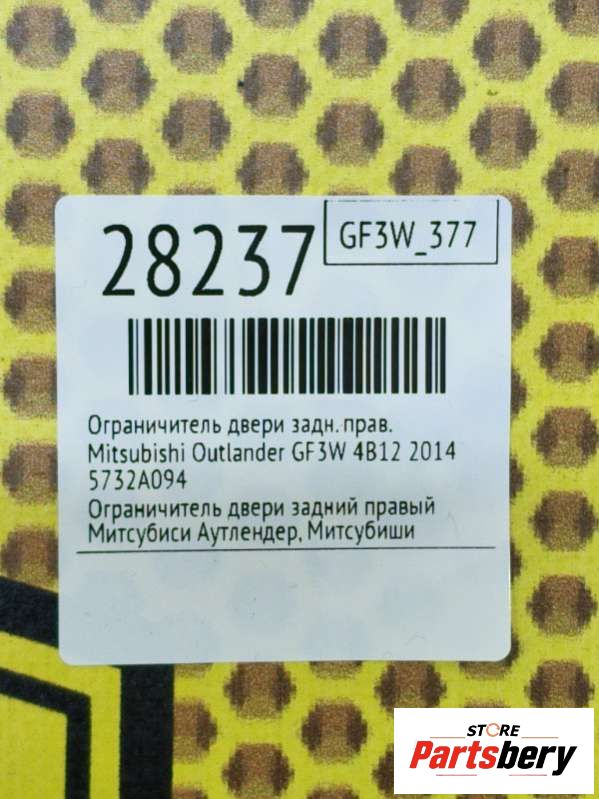 28237
GF3W_377
Ограничитель двери задн. прав.
Mitsubishi Outlander GF3W 4B12 2014
5732A094
Ограничитель двери задний правый
Митсубиси Аутлендер, Митсубиши
STORE
Partsbery